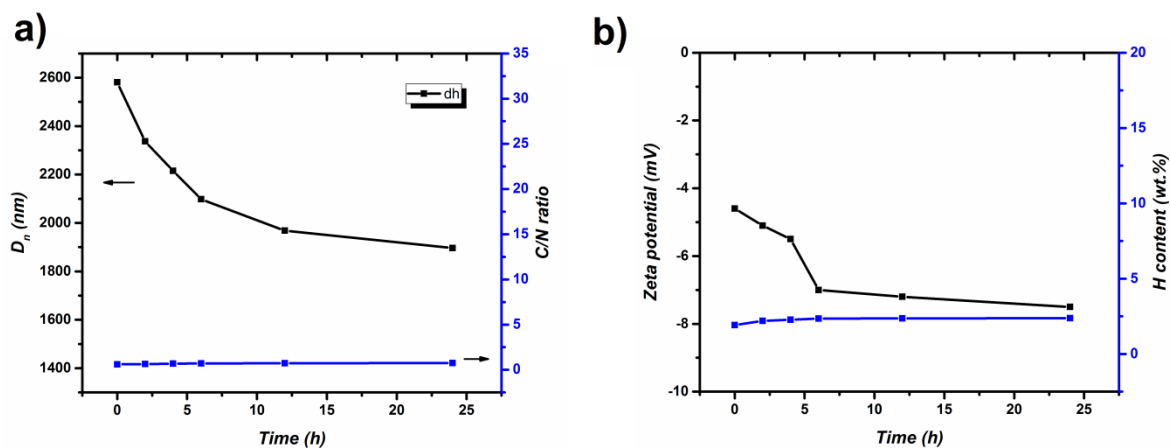 a)
dh
2600
2400
2200
2000
1800
1600
1400
35
30
25
20
15
10
5
0
0 5 10 15 20 25
D_n (nm)
C/N ratio
Time (h)
b)
0
-2
-4
-6
-8
-10
20
15
10
5
0
0 5 10 15 20 25
Zeta potential (mV)
H content (wt.%)
Time (h)